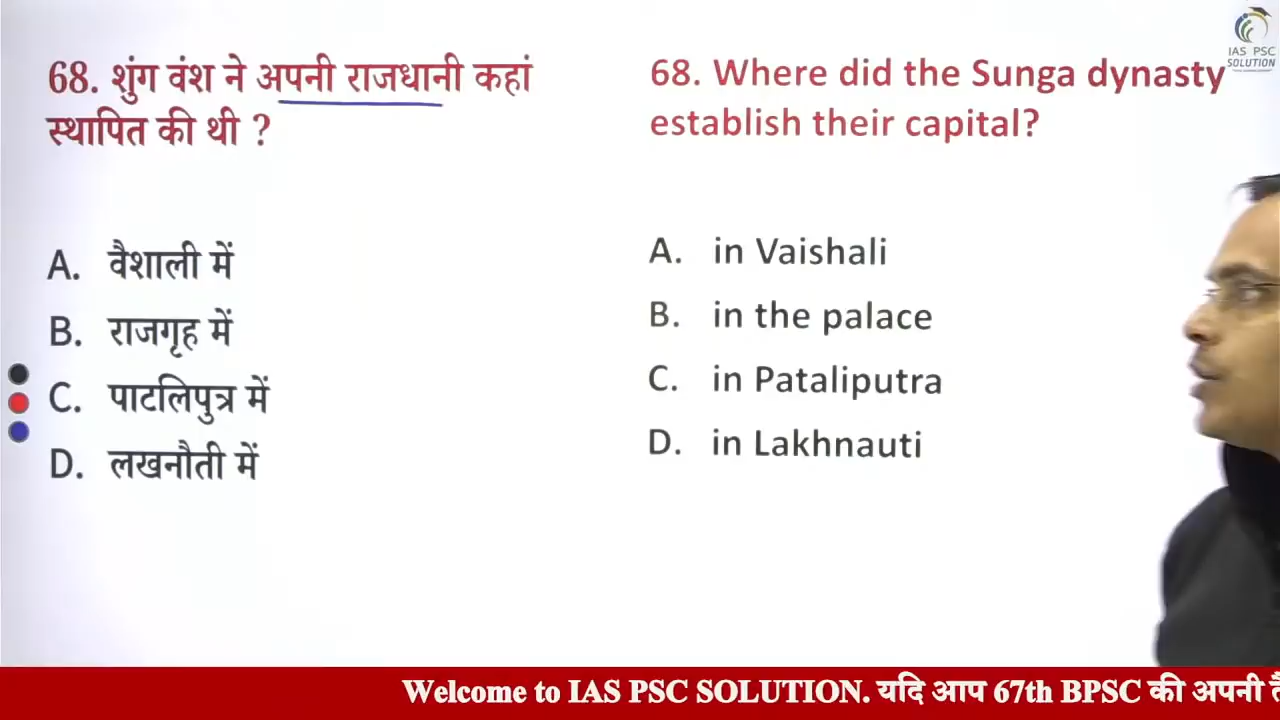 68. शुंग वंश ने अपनी राजधानी कहां
स्थापित की थी ?
A. वैशाली में
B. राजगृह में
C. पाटलिपुत्र में
D. लखनौती में
68. Where did the Sunga dynasty
establish their capital?
A. in Vaishali
B. in the palace
C. in Pataliputra
D. in Lakhnauti
IAS PSC
SOLUTION
Welcome to IAS PSC SOLUTION. यदि आप 67th BPSC की अपनी